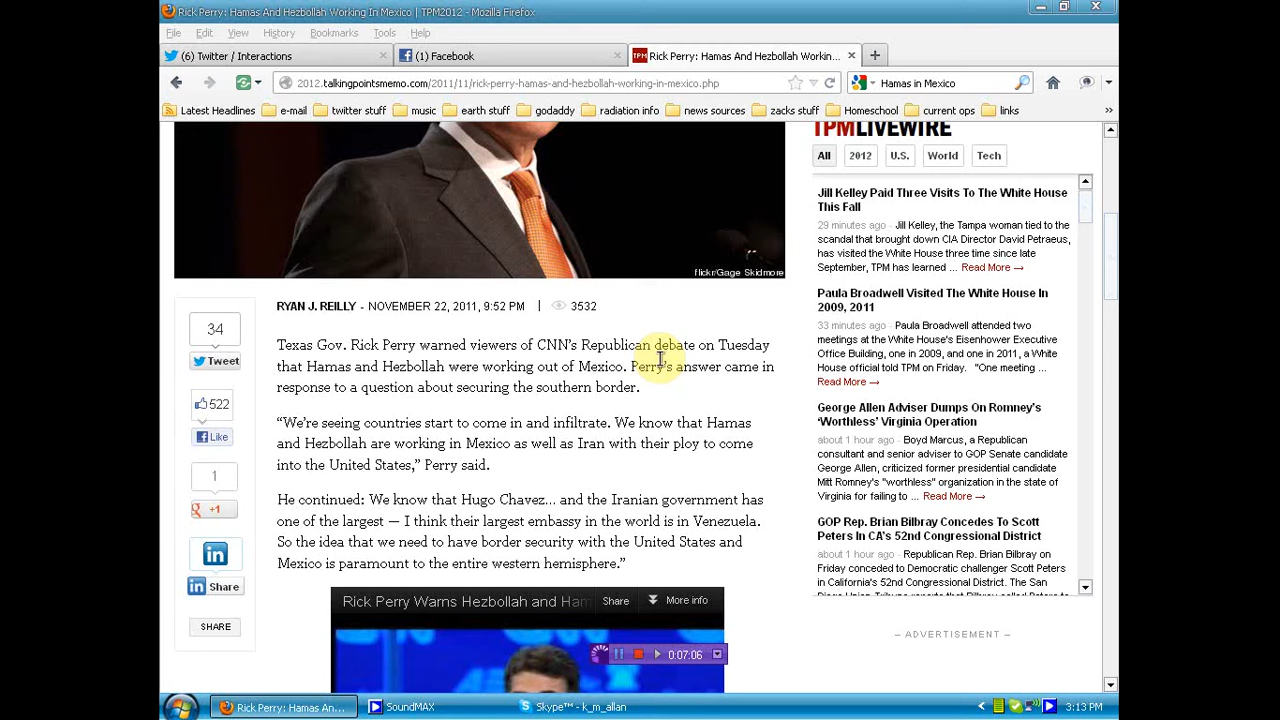 Rick Perry: Hamas And Hezbollah Working In Mexico | TPM2012 - Mozilla Firefox
File Edit View History Bookmarks Tools Help
(6) Twitter / Interactions
(1) Facebook
TPM Rick Perry: Hamas And Hezbollah Workin...
2012.talkingpointsmemo.com/2011/11/rick-perry-hamas-and-hezbollah-working-in-mexico.php
Hamas in Mexico
Latest Headlines e-mail twitter stuff music earth stuff godaddy radiation info news sources zacks stuff Homeschool current ops links
flickr/Gage Skidmore
34
Tweet
522
Like
1
+1
Share
SHARE
RYAN J. REILLY - NOVEMBER 22, 2011, 9:52 PM | 3532
Texas Gov. Rick Perry warned viewers of CNN's Republican debate on Tuesday
that Hamas and Hezbollah were working out of Mexico. Perry's answer came in
response to a question about securing the southern border.
“We're seeing countries start to come in and infiltrate. We know that Hamas
and Hezbollah are working in Mexico as well as Iran with their ploy to come
into the United States,” Perry said.
He continued: We know that Hugo Chavez... and the Iranian government has
one of the largest — I think their largest embassy in the world is in Venezuela.
So the idea that we need to have border security with the United States and
Mexico is paramount to the entire western hemisphere.”
Rick Perry Warns Hezbollah and Ham
Share
More info
0:07:06
TPMLIVEWIRE
All 2012 U.S. World Tech
Jill Kelley Paid Three Visits To The White House
This Fall
29 minutes ago - Jill Kelley, the Tampa woman tied to the
scandal that brought down CIA Director David Petraeus,
has visited the White House three time since late
September, TPM has learned ... Read More →
Paula Broadwell Visited The White House In
2009, 2011
33 minutes ago - Paula Broadwell attended two
meetings at the White House's Eisenhower Executive
Office Building, one in 2009, and one in 2011, a White
House official told TPM on Friday. "One meeting ...
Read More →
George Allen Adviser Dumps On Romney's
‘Worthless’ Virginia Operation
about 1 hour ago - Boyd Marcus, a Republican
consultant and senior adviser to GOP Senate candidate
George Allen, criticized former presidential candidate
Mitt Romney's "worthless" organization in the state of
Virginia for failing to ... Read More →
GOP Rep. Brian Bilbray Concedes To Scott
Peters In CA's 52nd Congressional District
about 1 hour ago - Republican Rep. Brian Bilbray on
Friday conceded to Democratic challenger Scott Peters
in California's 52nd Congressional District. The San
Diego Union-Tribune reports that Bilbray called Peters to
– ADVERTISEMENT –
Rick Perry: Hamas An...
SoundMAX
Skype™ - k_m_allan
3:13 PM